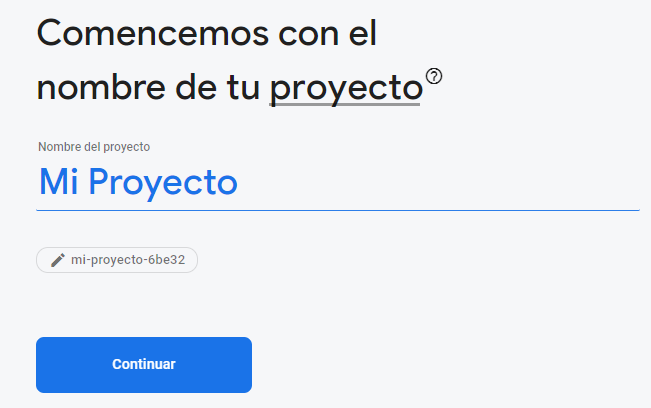 Comencemos con el
nombre de tu proyecto
Nombre del proyecto
Mi Proyecto
mi-proyecto-6be32
Continuar